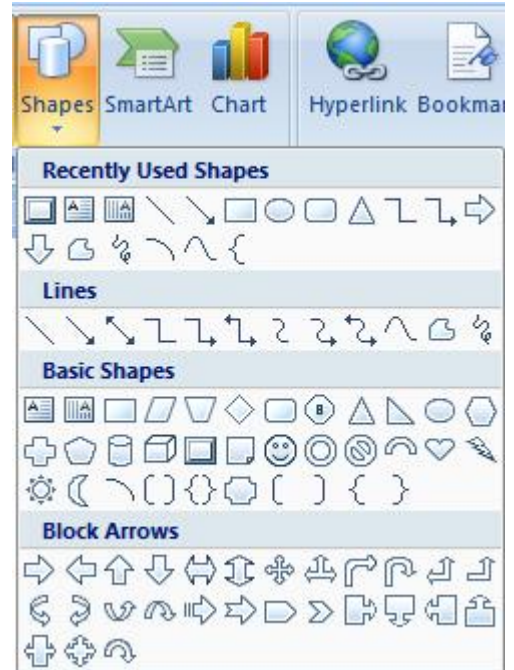 Shapes SmartArt Chart Hyperlink Bookmar
Recently Used Shapes
Lines
Basic Shapes
Block Arrows